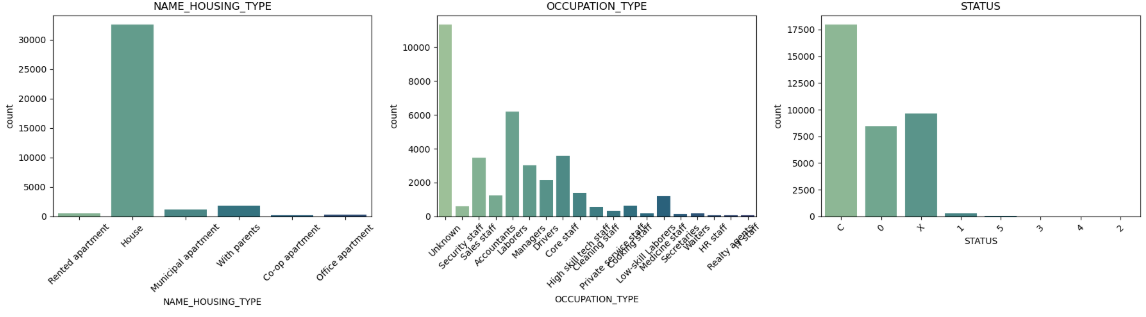 NAME_HOUSING_TYPE
count
30000
25000
20000
15000
10000
5000
0
Rented apartment
House
Municipal apartment
With parents
Co-op apartment
Office apartment
NAME_HOUSING_TYPE
OCCUPATION_TYPE
count
10000
8000
6000
4000
2000
0
Unknown
Security staff
Sales staff
Accountants
Laborers
Managers
Drivers
Core staff
High skill tech staff
Cleaning staff
Private service staff
Cooking staff
Low-skill Laborers
Medicine staff
Secretaries
Waiters
HR staff
Realty agents
staff
OCCUPATION_TYPE
STATUS
count
17500
15000
12500
10000
7500
5000
2500
0
C
0
X
1
5
3
4
2
STATUS